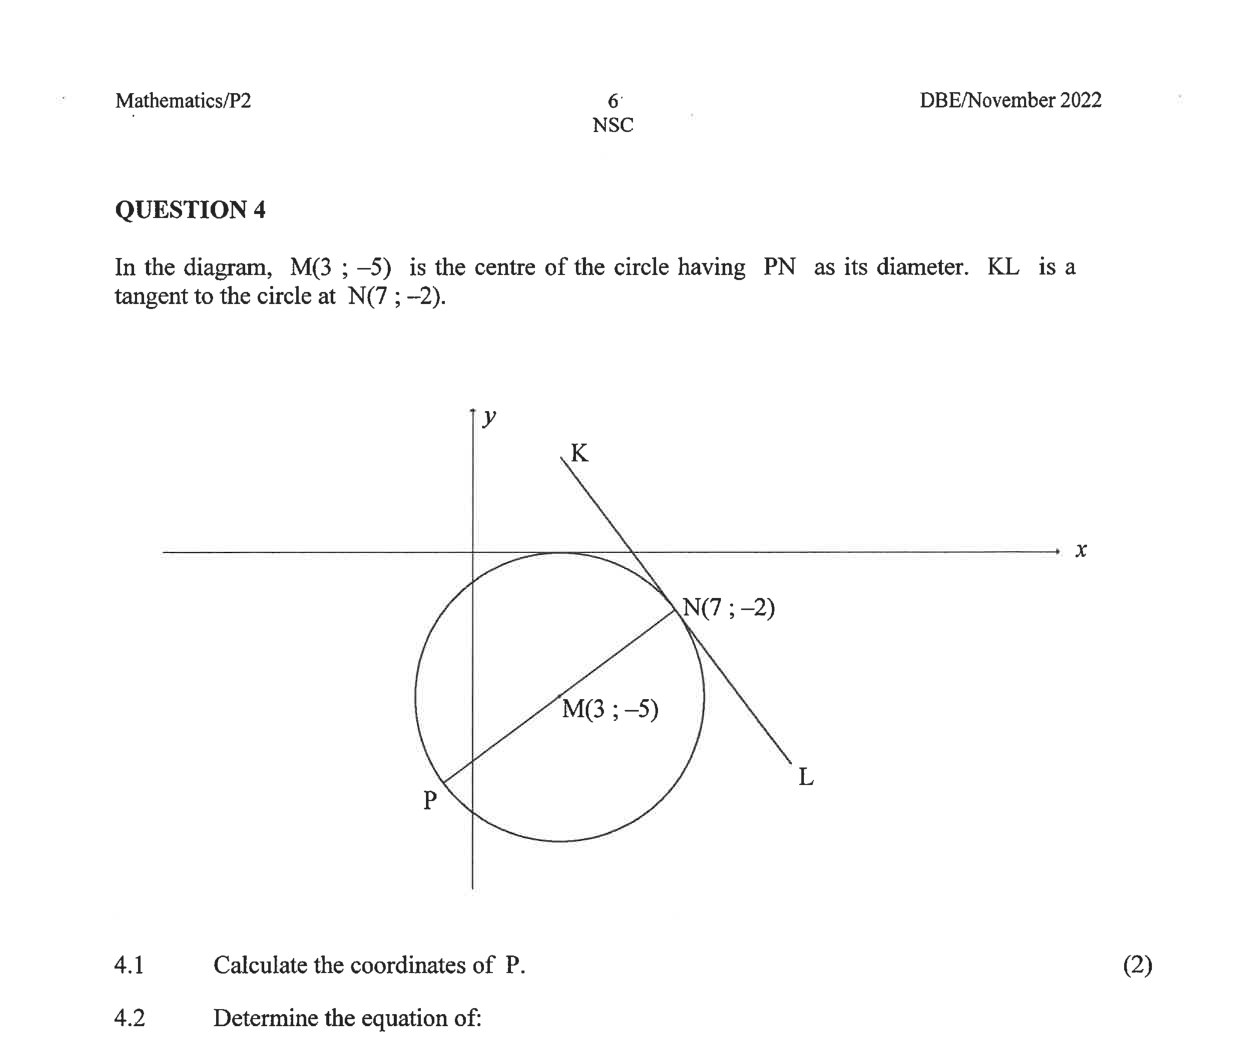 Mathematics/P2 6 DBE/November 2022
NSC
QUESTION 4
In the diagram, M(3 ; –5) is the centre of the circle having PN as its diameter. KL is a
tangent to the circle at N(7 ; –2).
y
K
x
N(7 ; –2)
M(3 ; –5)
L
P
4.1 Calculate the coordinates of P. (2)
4.2 Determine the equation of: